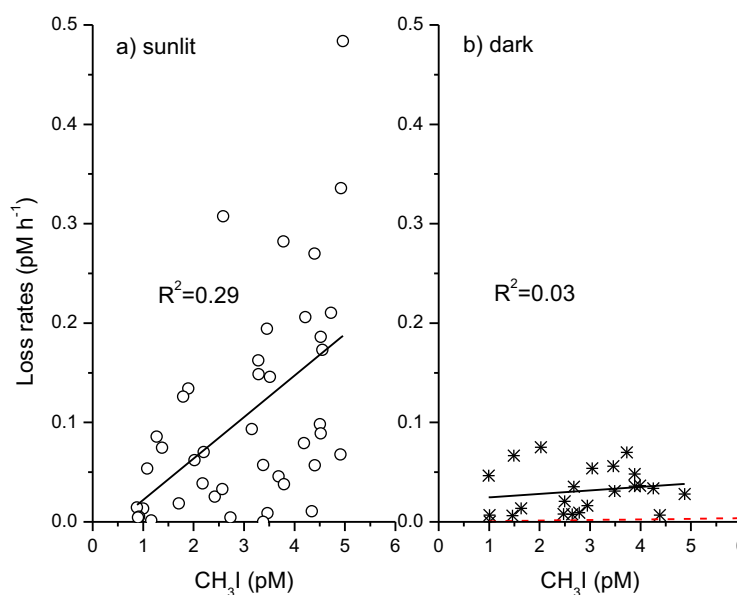 a) sunlit
b) dark
0.5
0.4
0.3
0.2
0.1
0.0
0.5
0.4
0.3
0.2
0.1
0.0
Loss rates (pM h⁻¹)
R²=0.29
R²=0.03
0 1 2 3 4 5 6
0 1 2 3 4 5 6
CH₃I (pM)
CH₃I (pM)